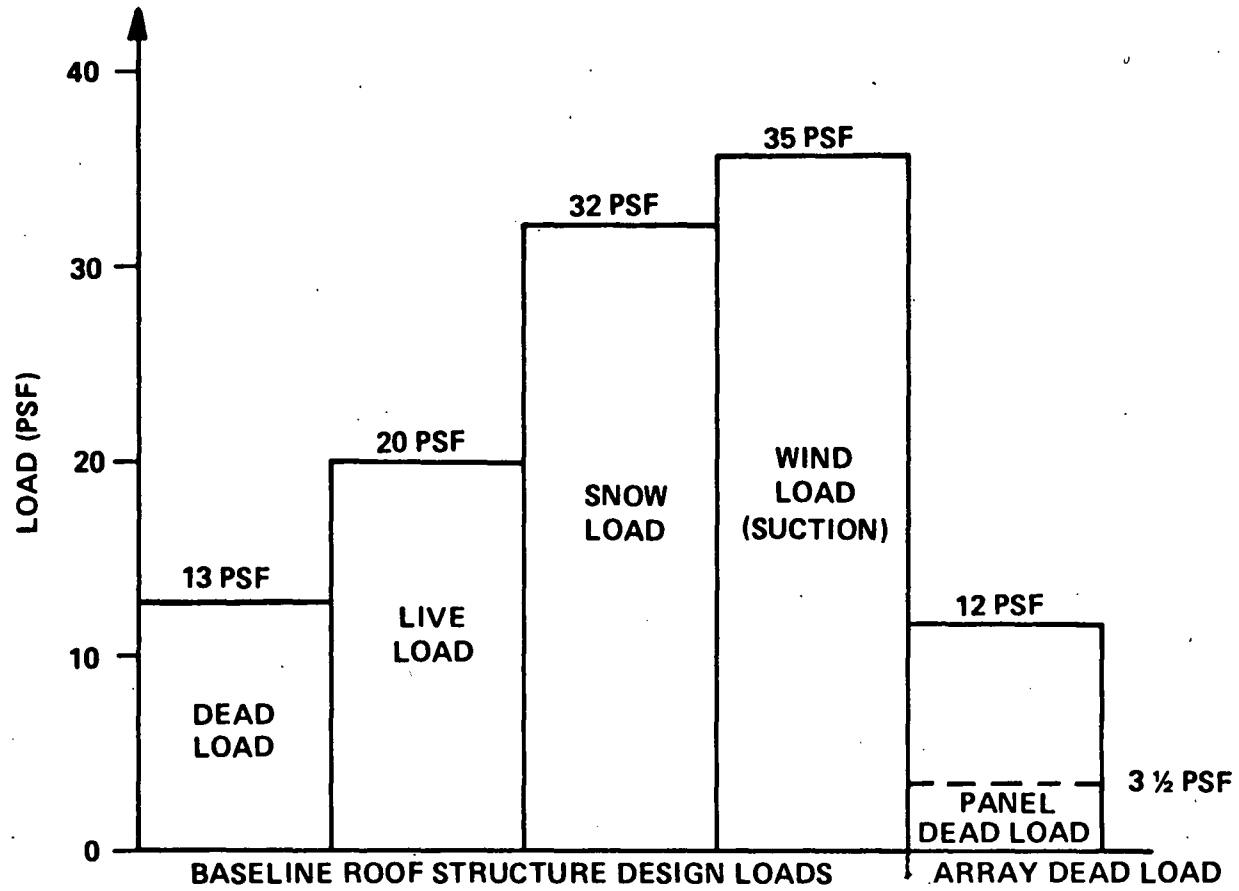 40
30
20
10
0
LOAD (PSF)
13 PSF
DEAD
LOAD
20 PSF
LIVE
LOAD
32 PSF
SNOW
LOAD
35 PSF
WIND
LOAD
(SUCTION)
12 PSF
3 ½ PSF
PANEL
DEAD LOAD
BASELINE ROOF STRUCTURE DESIGN LOADS
ARRAY DEAD LOAD